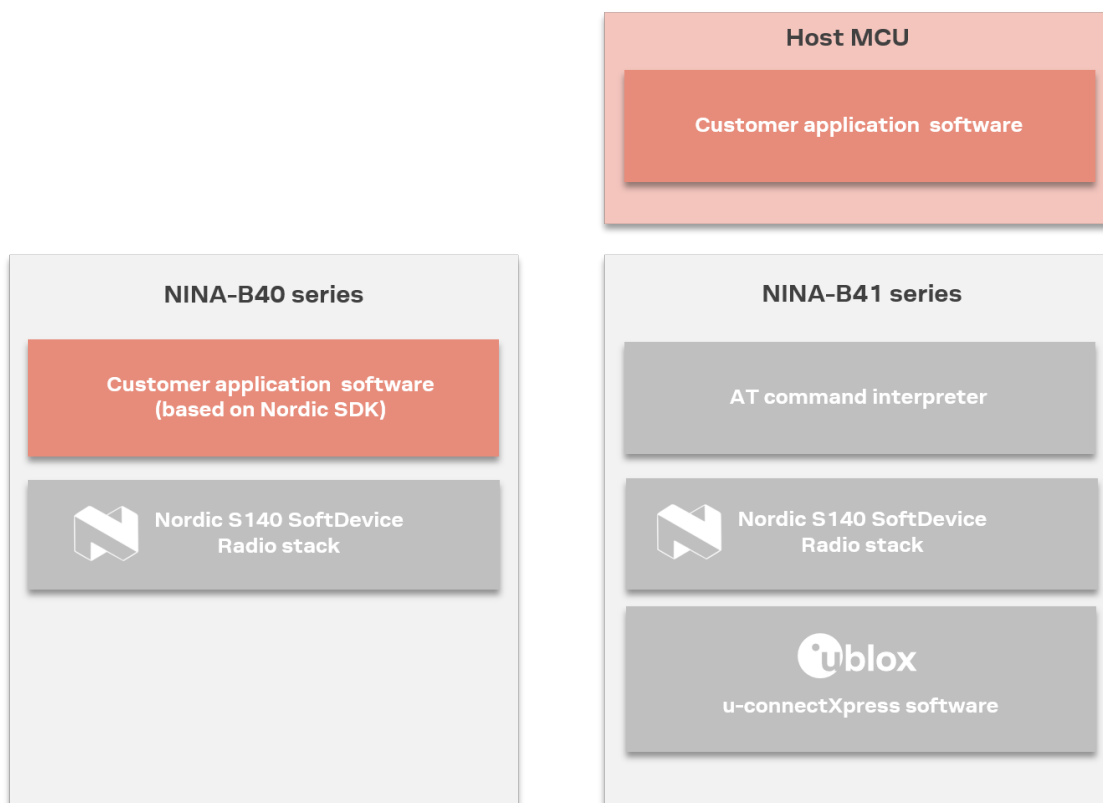 Host MCU
Customer application software
NINA-B40 series
Customer application software
(based on Nordic SDK)
Nordic S140 SoftDevice
Radio stack
NINA-B41 series
AT command interpreter
Nordic S140 SoftDevice
Radio stack
ublox
u-connectXpress software